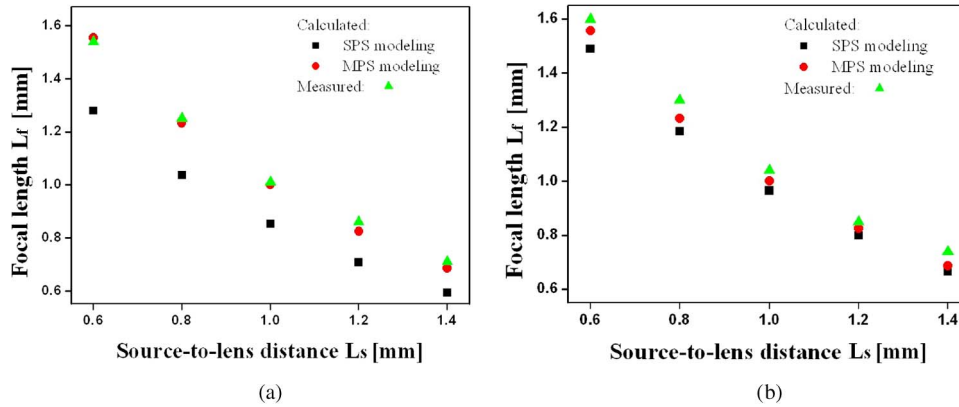 Calculated:
SPS modeling
MPS modeling
Measured:
1.6
1.4
1.2
1.0
0.8
0.6
Focal length Lf [mm]
0.6 0.8 1.0 1.2 1.4
Source-to-lens distance Ls [mm]
(a)
Calculated:
SPS modeling
MPS modeling
Measured:
1.6
1.4
1.2
1.0
0.8
0.6
Focal length Lf [mm]
0.6 0.8 1.0 1.2 1.4
Source-to-lens distance Ls [mm]
(b)